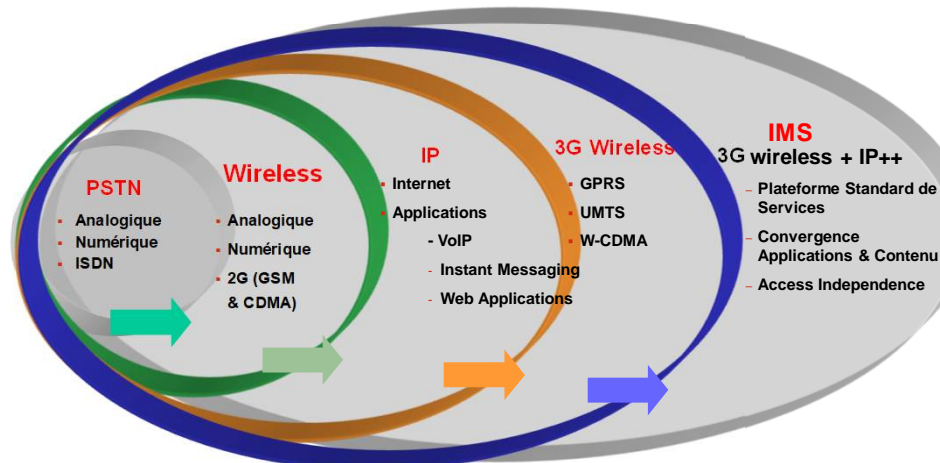 PSTN
▪ Analogique
▪ Numérique
▪ ISDN
Wireless
▪ Analogique
▪ Numérique
▪ 2G (GSM
& CDMA)
IP
▪ Internet
▪ Applications
- VoIP
- Instant Messaging
- Web Applications
3G Wireless
▪ GPRS
▪ UMTS
▪ W-CDMA
IMS
3G wireless + IP++
– Plateforme Standard de
Services
– Convergence
Applications & Contenu
– Access Independence